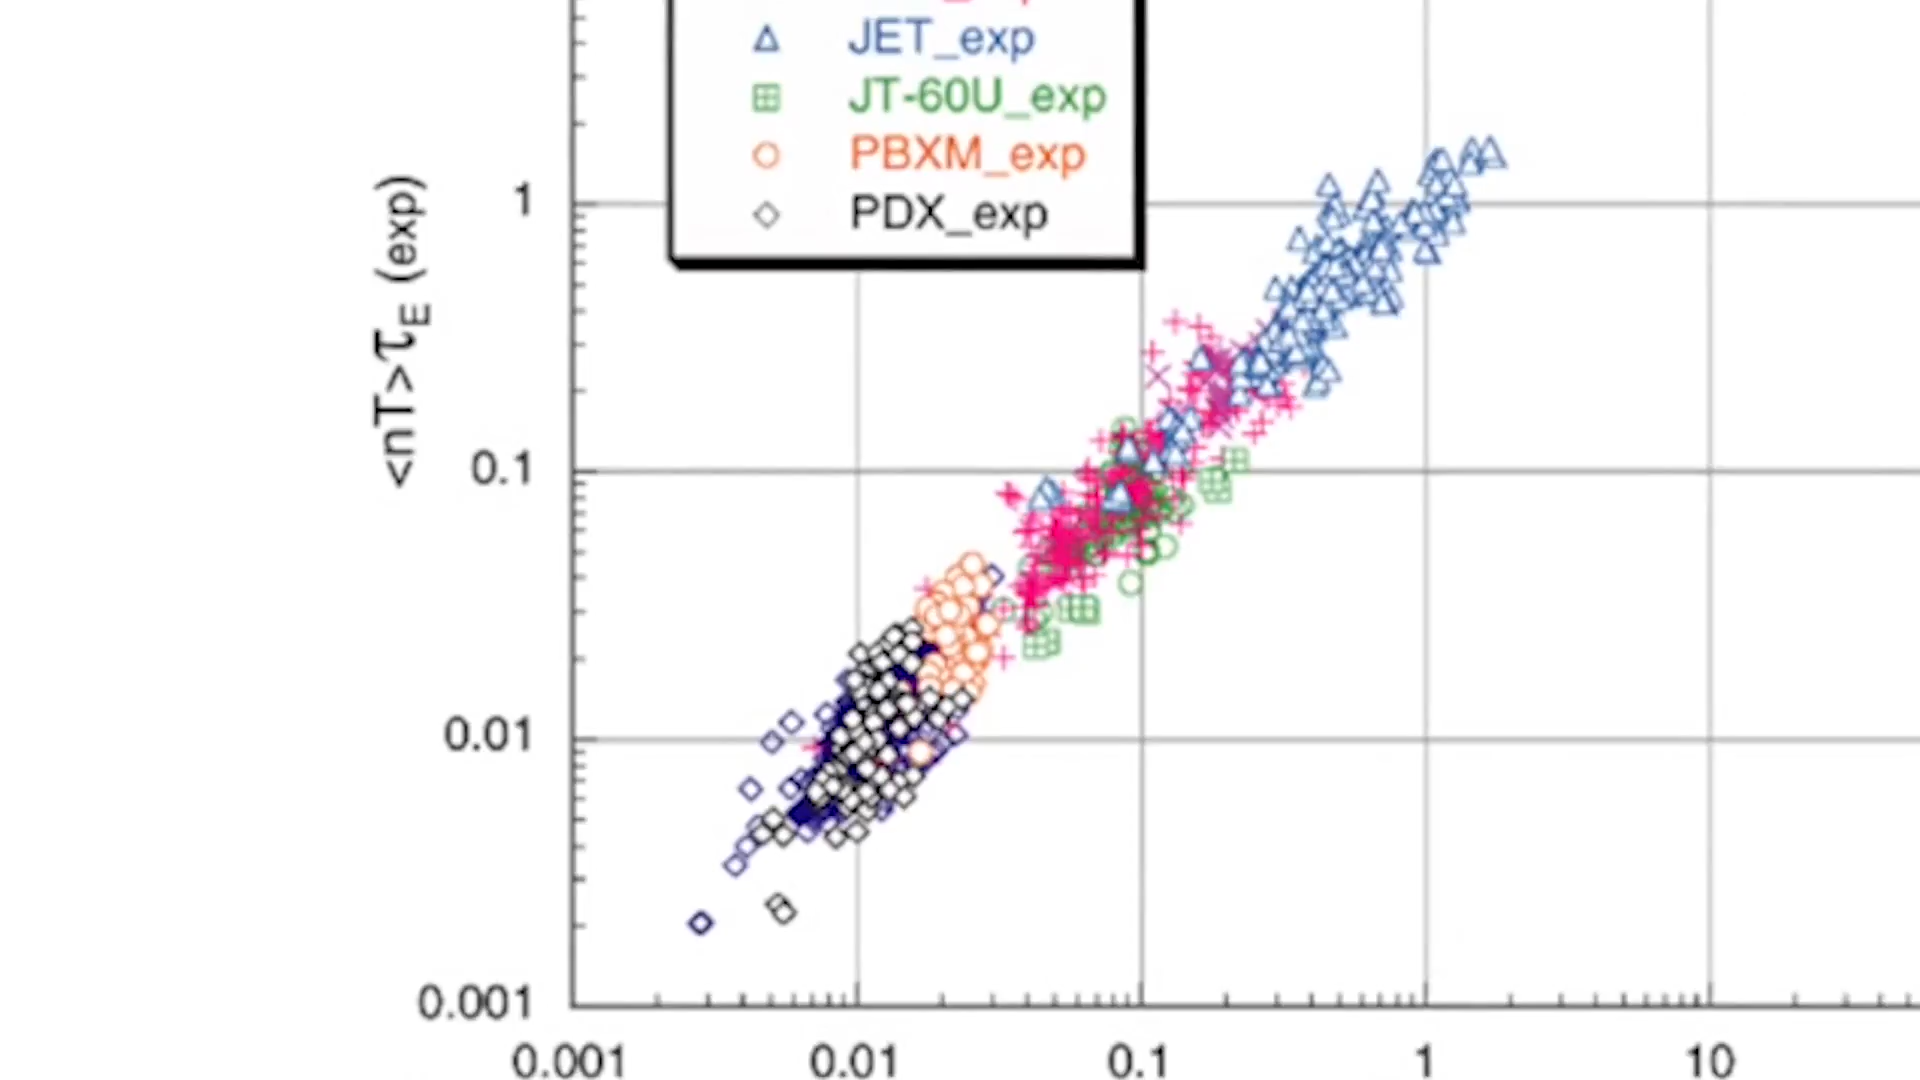 JET_exp
JT-60U_exp
PBXM_exp
PDX_exp
<nT>τE (exp)
1
0.1
0.01
0.001
0.001 0.01 0.1 1 10